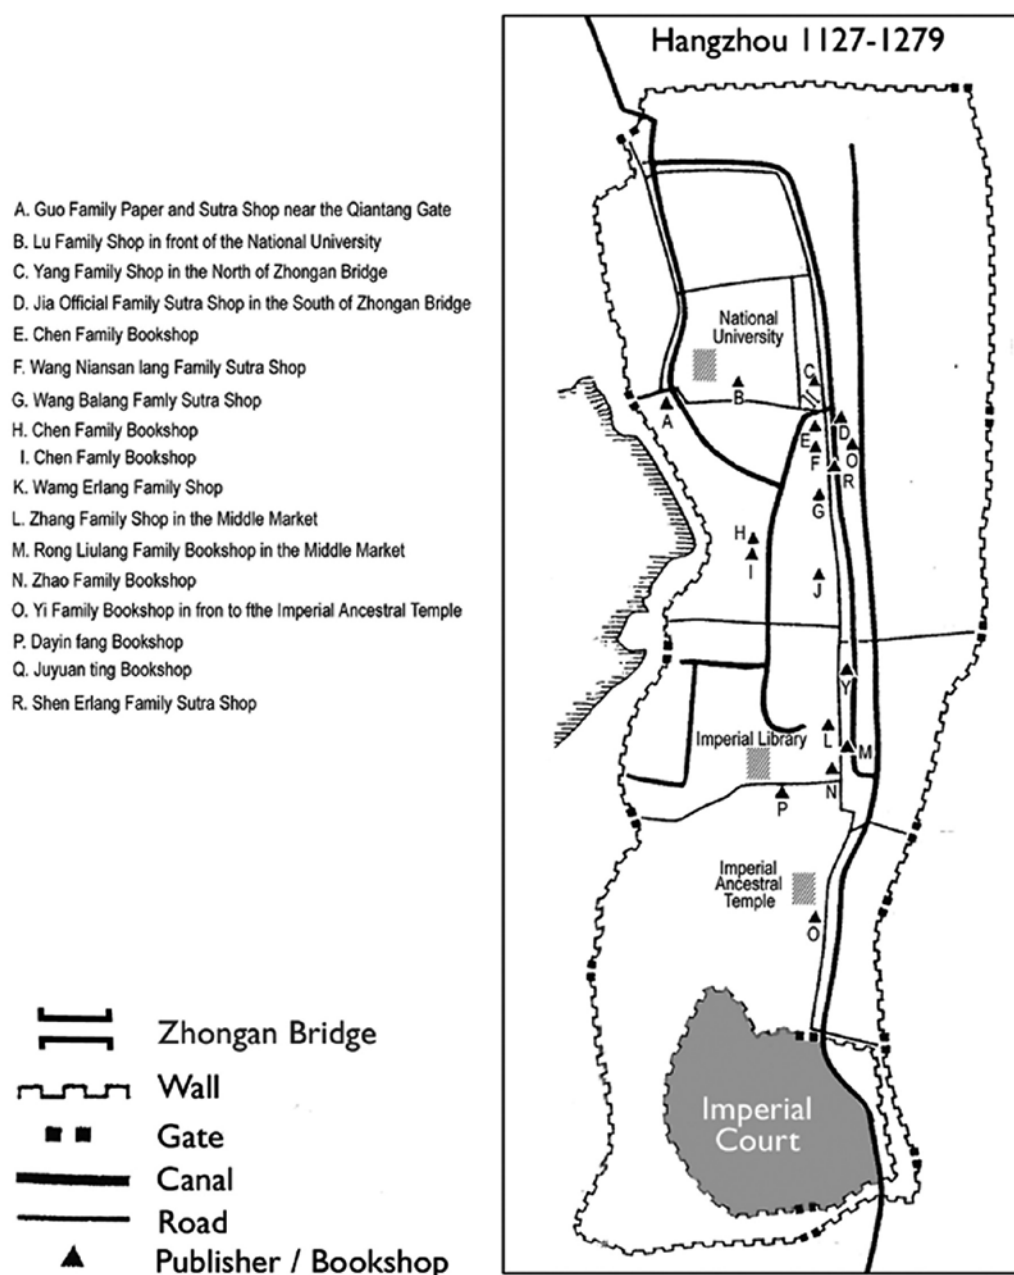 Hangzhou 1127-1279
A. Guo Family Paper and Sutra Shop near the Qiantang Gate
B. Lu Family Shop in front of the National University
C. Yang Family Shop in the North of Zhongan Bridge
D. Jia Official Family Sutra Shop in the South of Zhongan Bridge
E. Chen Family Bookshop
F. Wang Niansan lang Family Sutra Shop
G. Wang Balang Famly Sutra Shop
H. Chen Family Bookshop
I. Chen Famly Bookshop
K. Wamg Erlang Family Shop
L. Zhang Family Shop in the Middle Market
M. Rong Liulang Family Bookshop in the Middle Market
N. Zhao Family Bookshop
O. Yi Family Bookshop in fron to fthe Imperial Ancestral Temple
P. Dayin fang Bookshop
Q. Juyuan ting Bookshop
R. Shen Erlang Family Sutra Shop
National
University
C
B
A
D
E
O
F
R
G
H
I
J
Y
L
Imperial Library
M
N
P
Imperial
Ancestral
Temple
O
Imperial
Court
Zhongan Bridge
Wall
Gate
Canal
Road
Publisher / Bookshop